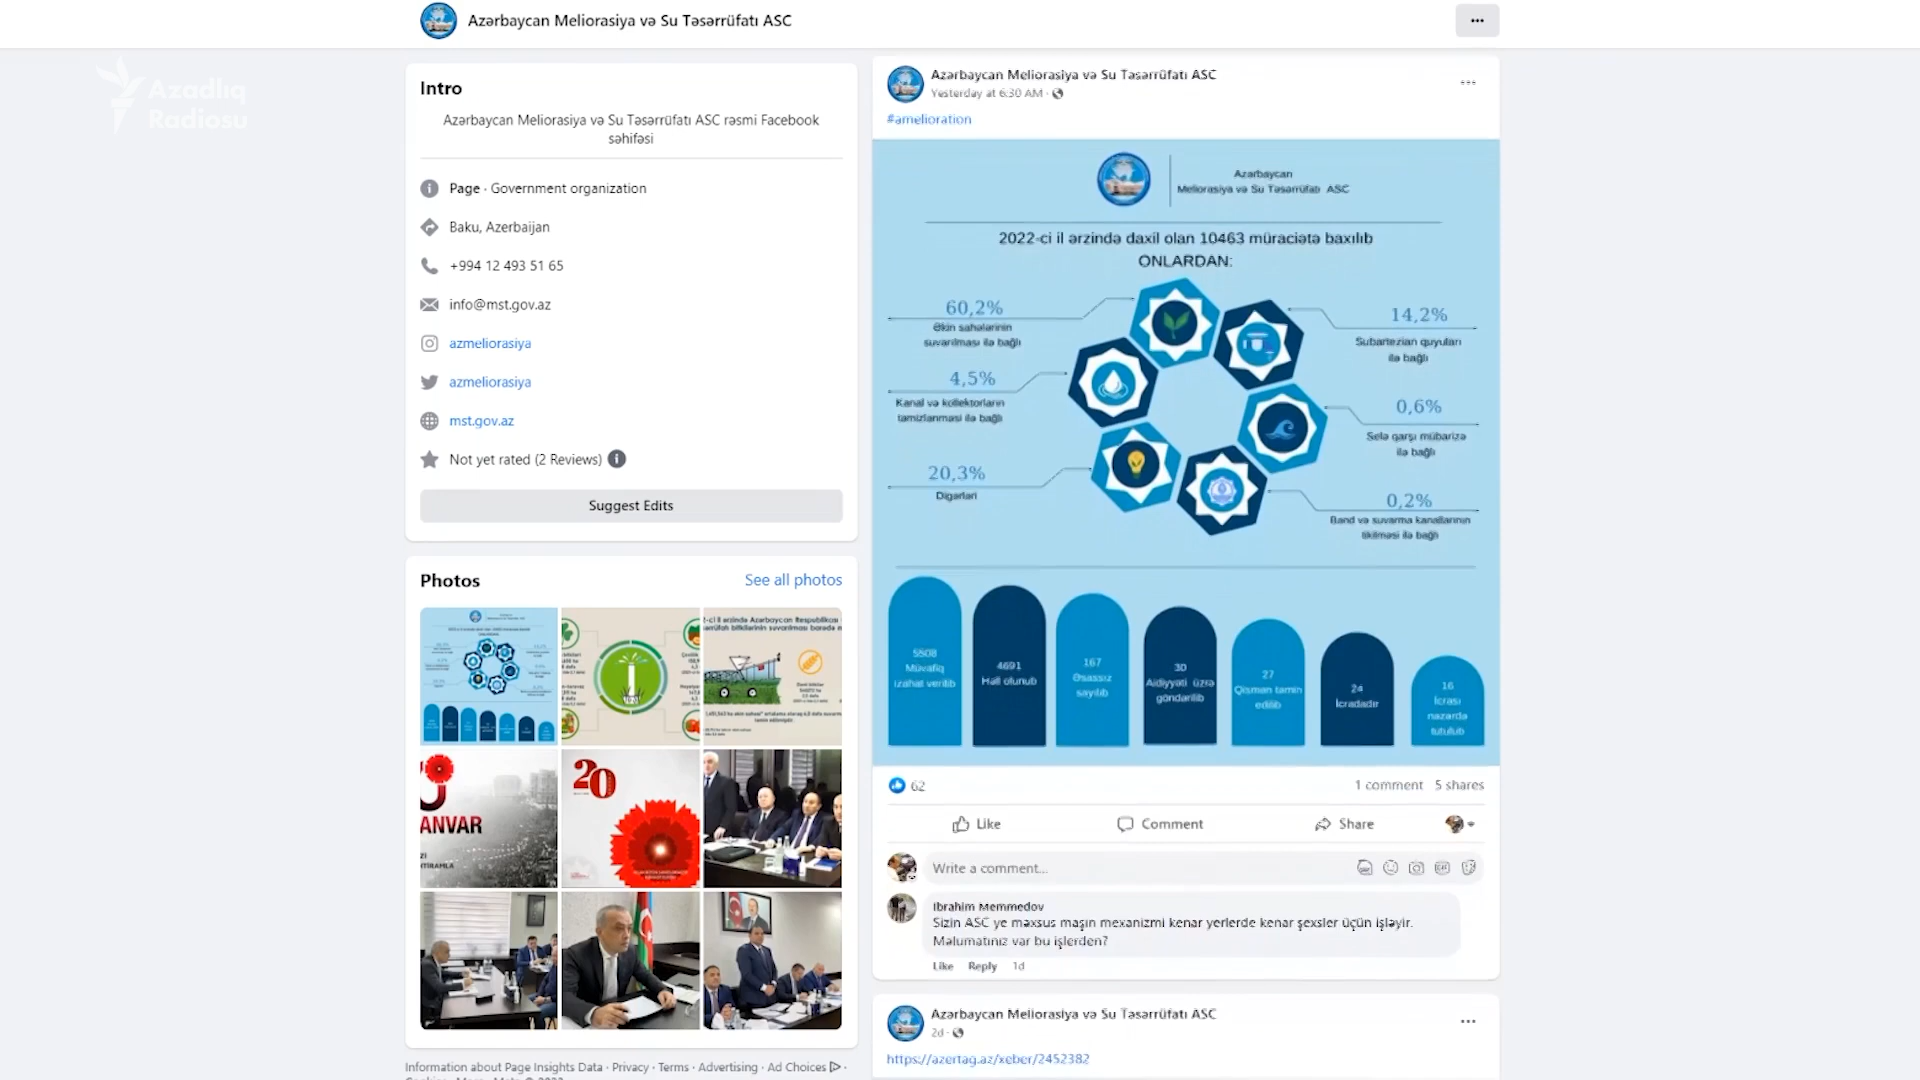 Azərbaycan Meliorasiya və Su Təsərrüfatı ASC
Azadlıq
Radiosu
Intro
Azərbaycan Meliorasiya və Su Təsərrüfatı ASC rəsmi Facebook
səhifəsi
Page · Government organization
Baku, Azerbaijan
+994 12 493 51 65
info@mst.gov.az
azmeliorasiya
azmeliorasiya
mst.gov.az
Not yet rated (2 Reviews)
Suggest Edits
Photos
See all photos
ANVAR
20
Information about Page Insights Data · Privacy · Terms · Advertising · Ad Choices
Azərbaycan Meliorasiya və Su Təsərrüfatı ASC
Yesterday at 6:30 AM
#amelioration
Azərbaycan
Meliorasiya və Su Təsərrüfatı ASC
2022-ci il ərzində daxil olan 10463 müraciətə baxılıb
ONLARDAN:
60,2%
Əkin sahələrinin
suvarılması ilə bağlı
4,5%
Kanal və kollektorların
təmizlənməsi ilə bağlı
20,3%
Digərləri
14,2%
Subartezian quyuları
ilə bağlı
0,6%
Selə qarşı mübarizə
ilə bağlı
0,2%
Bənd və suvarma kanallarının
tikilməsi ilə bağlı
5508
Müvafiq
izahat verilib
4691
Həll olunub
167
Əsassız
sayılıb
30
Aidiyyəti üzrə
göndərilib
27
Qismən təmin
edilib
24
İcradadır
16
İcrası
nəzərdə
tutulub
62
1 comment 5 shares
Like
Comment
Share
Write a comment...
Ibrahim Memmedov
Sizin ASC ye məxsus maşın mexanizmi kenar yerlerde kenar şexsler üçün işləyir.
Məlumatınız var bu işlerden?
Like Reply 1d
Azərbaycan Meliorasiya və Su Təsərrüfatı ASC
2d
https://azertag.az/xeber/2452382